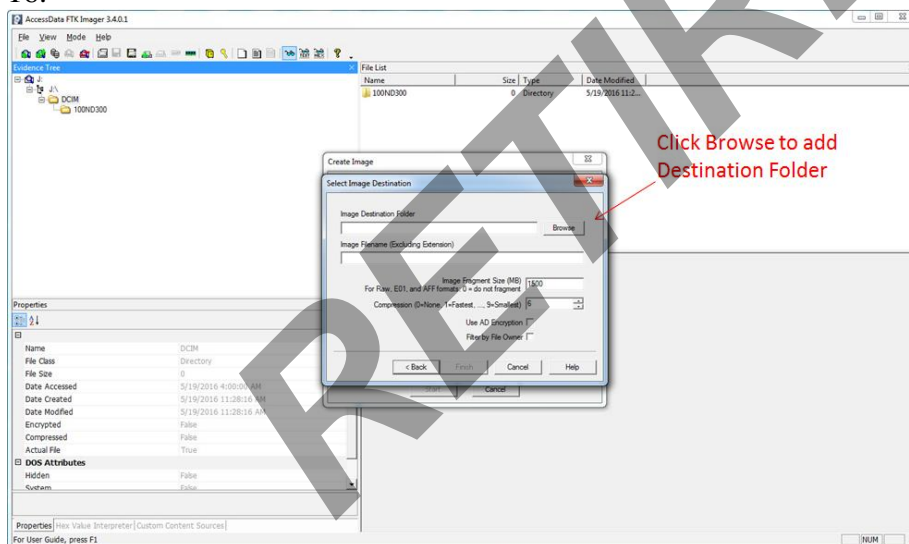 18.
AccessData FTK Imager 3.4.0.1
File View Mode Help
Evidence Tree
J:
J:\
DCIM
100ND300
File List
Name Size Type Date Modified
100ND300 0 Directory 5/19/2016 11:2...
Click Browse to add
Destination Folder
Create Image
Select Image Destination
Image Destination Folder
Browse
Image Filename (Excluding Extension)
Image Fragment Size (MB) 1500
For Raw, E01, and AFF formats: 0 = do not fragment
Compression (0=None, 1=Fastest, ..., 9=Smallest) 6
Use AD Encryption
Filter by File Owner
< Back Finish Cancel Help
Start Cancel
Properties
Name DCIM
File Class Directory
File Size 0
Date Accessed 5/19/2016 4:00:00 AM
Date Created 5/19/2016 11:28:16 AM
Date Modified 5/19/2016 11:28:16 AM
Encrypted False
Compressed False
Actual File True
DOS Attributes
Hidden False
System False
Properties Hex Value Interpreter Custom Content Sources
For User Guide, press F1
NUM